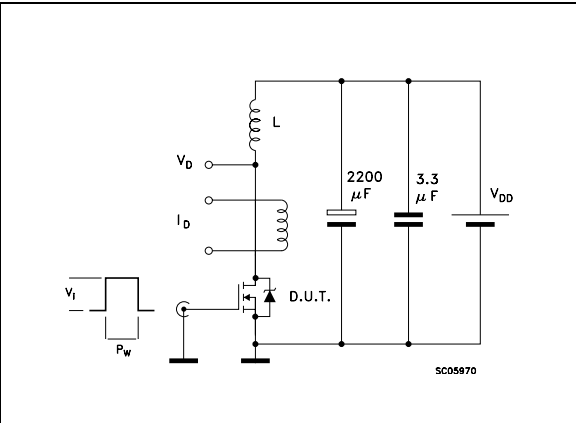 L
V_D
2200
μF
3.3
μF
V_DD
I_D
D.U.T.
V_i
P_W
SC05970